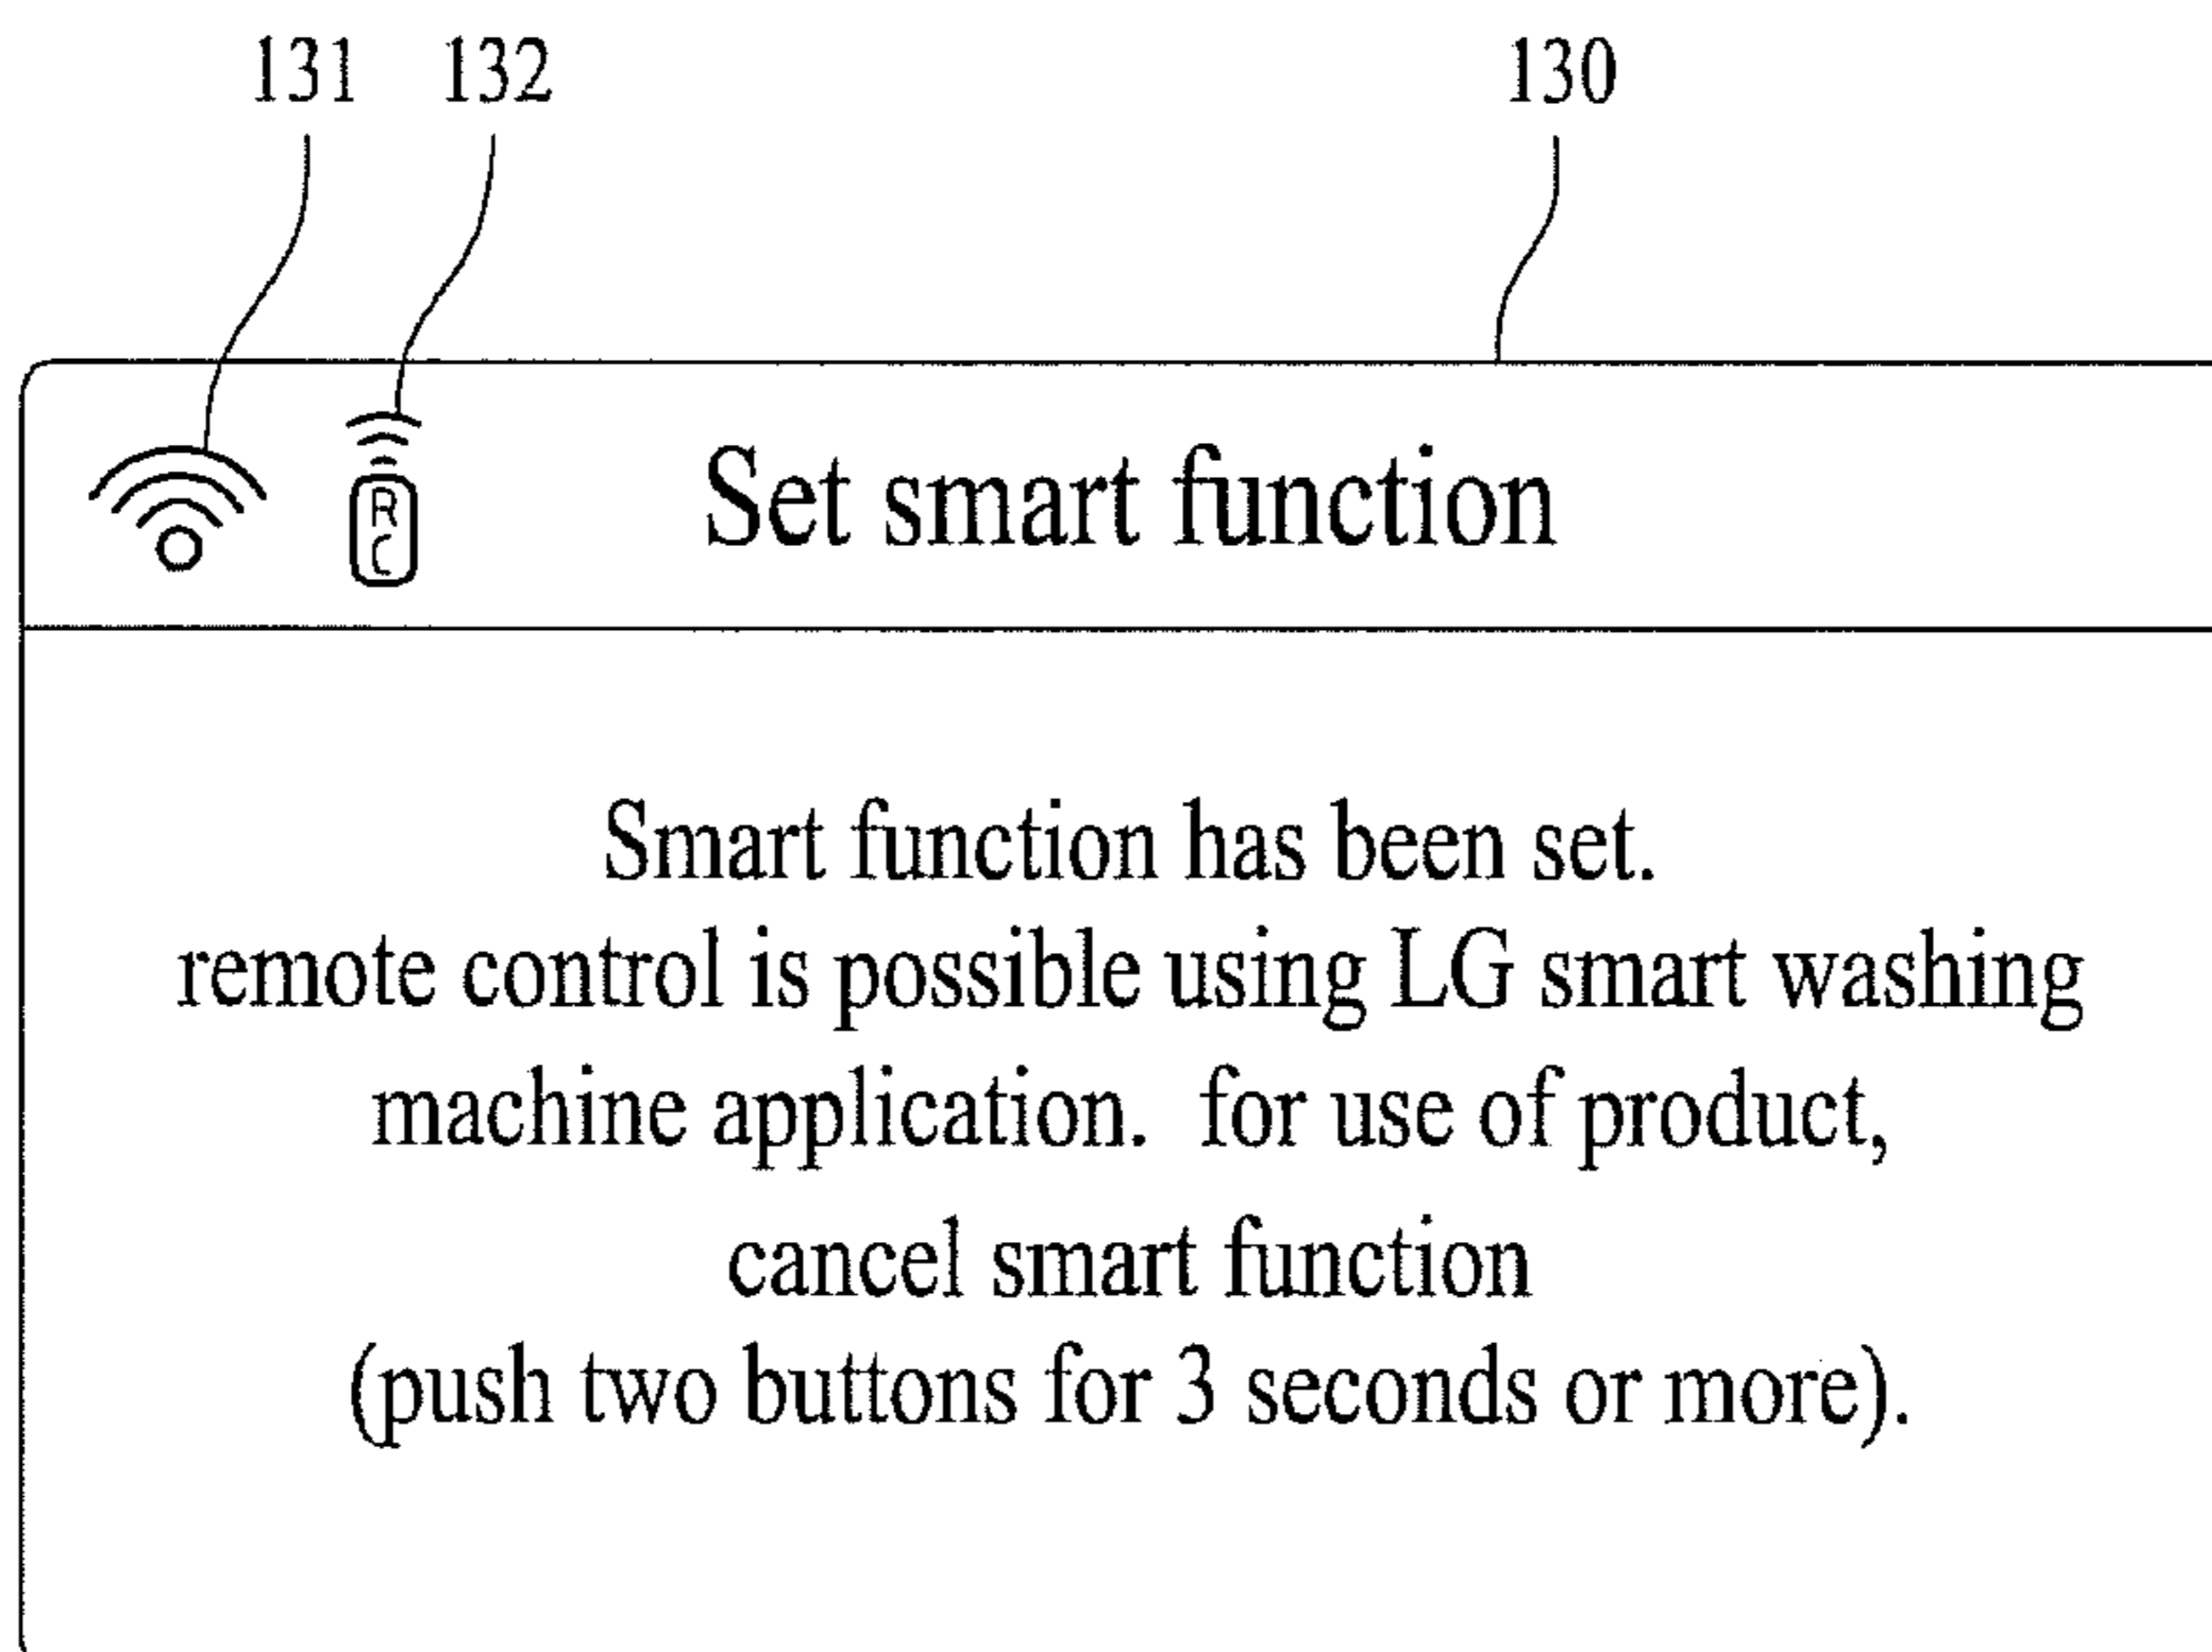 131 132 130
R
C
Set smart function
Smart function has been set.
remote control is possible using LG smart washing
machine application. for use of product,
cancel smart function
(push two buttons for 3 seconds or more).